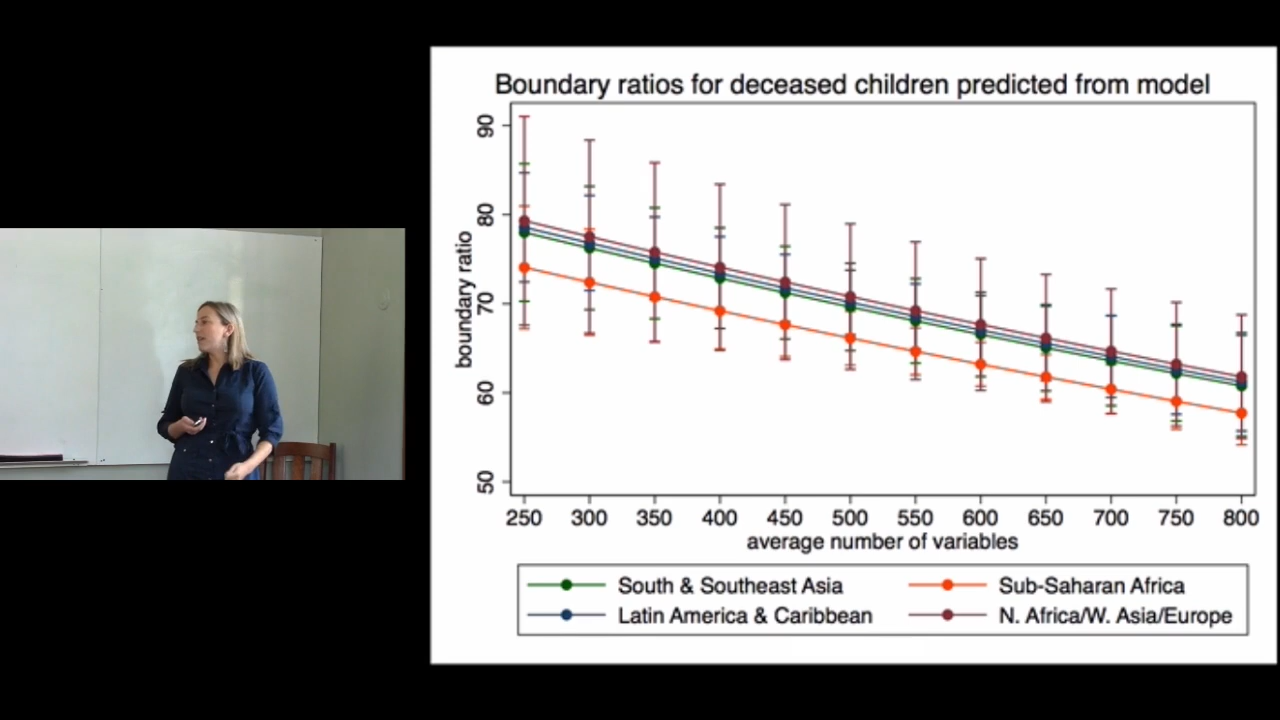 Boundary ratios for deceased children predicted from model
90
80
70
60
50
boundary ratio
250 300 350 400 450 500 550 600 650 700 750 800
average number of variables
South & Southeast Asia
Sub-Saharan Africa
Latin America & Caribbean
N. Africa/W. Asia/Europe